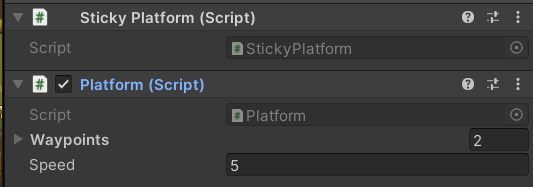 Sticky Platform (Script)
Script StickyPlatform
Platform (Script)
Script Platform
Waypoints 2
Speed 5